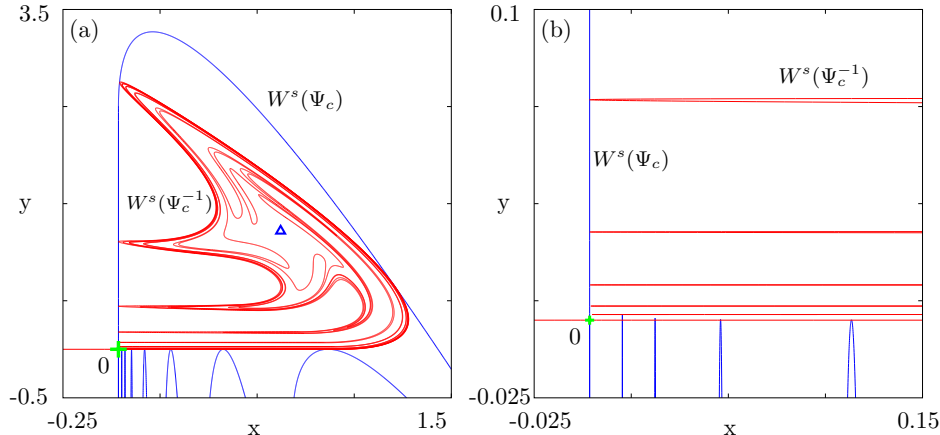 3.5
(a)
W^s(Ψ_c)
W^s(Ψ_c^{-1})
y
0
-0.5
-0.25
x
1.5
0.1
(b)
W^s(Ψ_c^{-1})
W^s(Ψ_c)
y
0
-0.025
-0.025
x
0.15